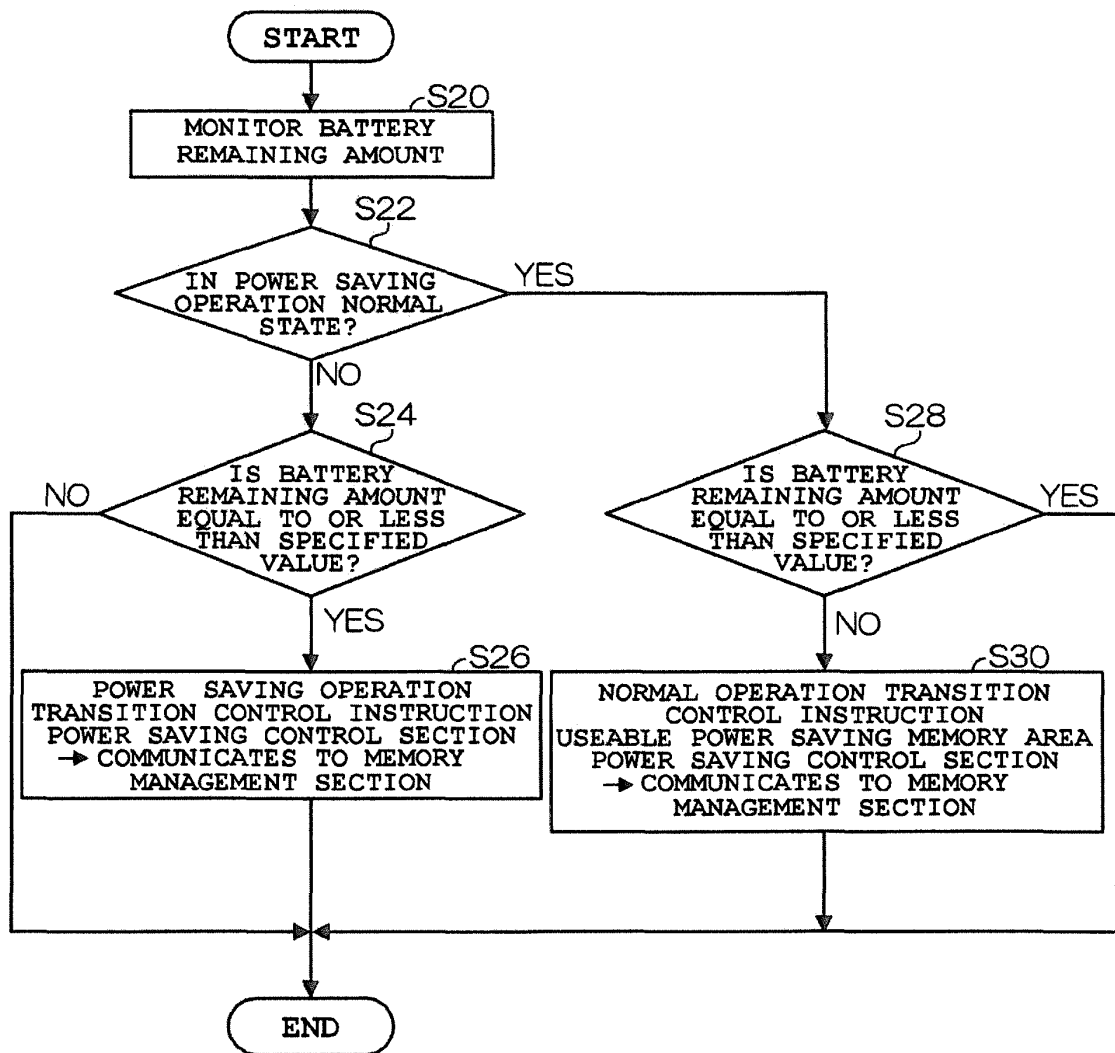 START
S20
MONITOR BATTERY
REMAINING AMOUNT
S22
IN POWER SAVING
OPERATION NORMAL
STATE?
YES
NO
S24
IS BATTERY
REMAINING AMOUNT
EQUAL TO OR LESS
THAN SPECIFIED
VALUE?
NO
YES
S28
IS BATTERY
REMAINING AMOUNT
EQUAL TO OR LESS
THAN SPECIFIED
VALUE?
YES
NO
S26
POWER SAVING OPERATION
TRANSITION CONTROL INSTRUCTION
POWER SAVING CONTROL SECTION
→ COMMUNICATES TO MEMORY
MANAGEMENT SECTION
S30
NORMAL OPERATION TRANSITION
CONTROL INSTRUCTION
USEABLE POWER SAVING MEMORY AREA
POWER SAVING CONTROL SECTION
→ COMMUNICATES TO MEMORY
MANAGEMENT SECTION
END